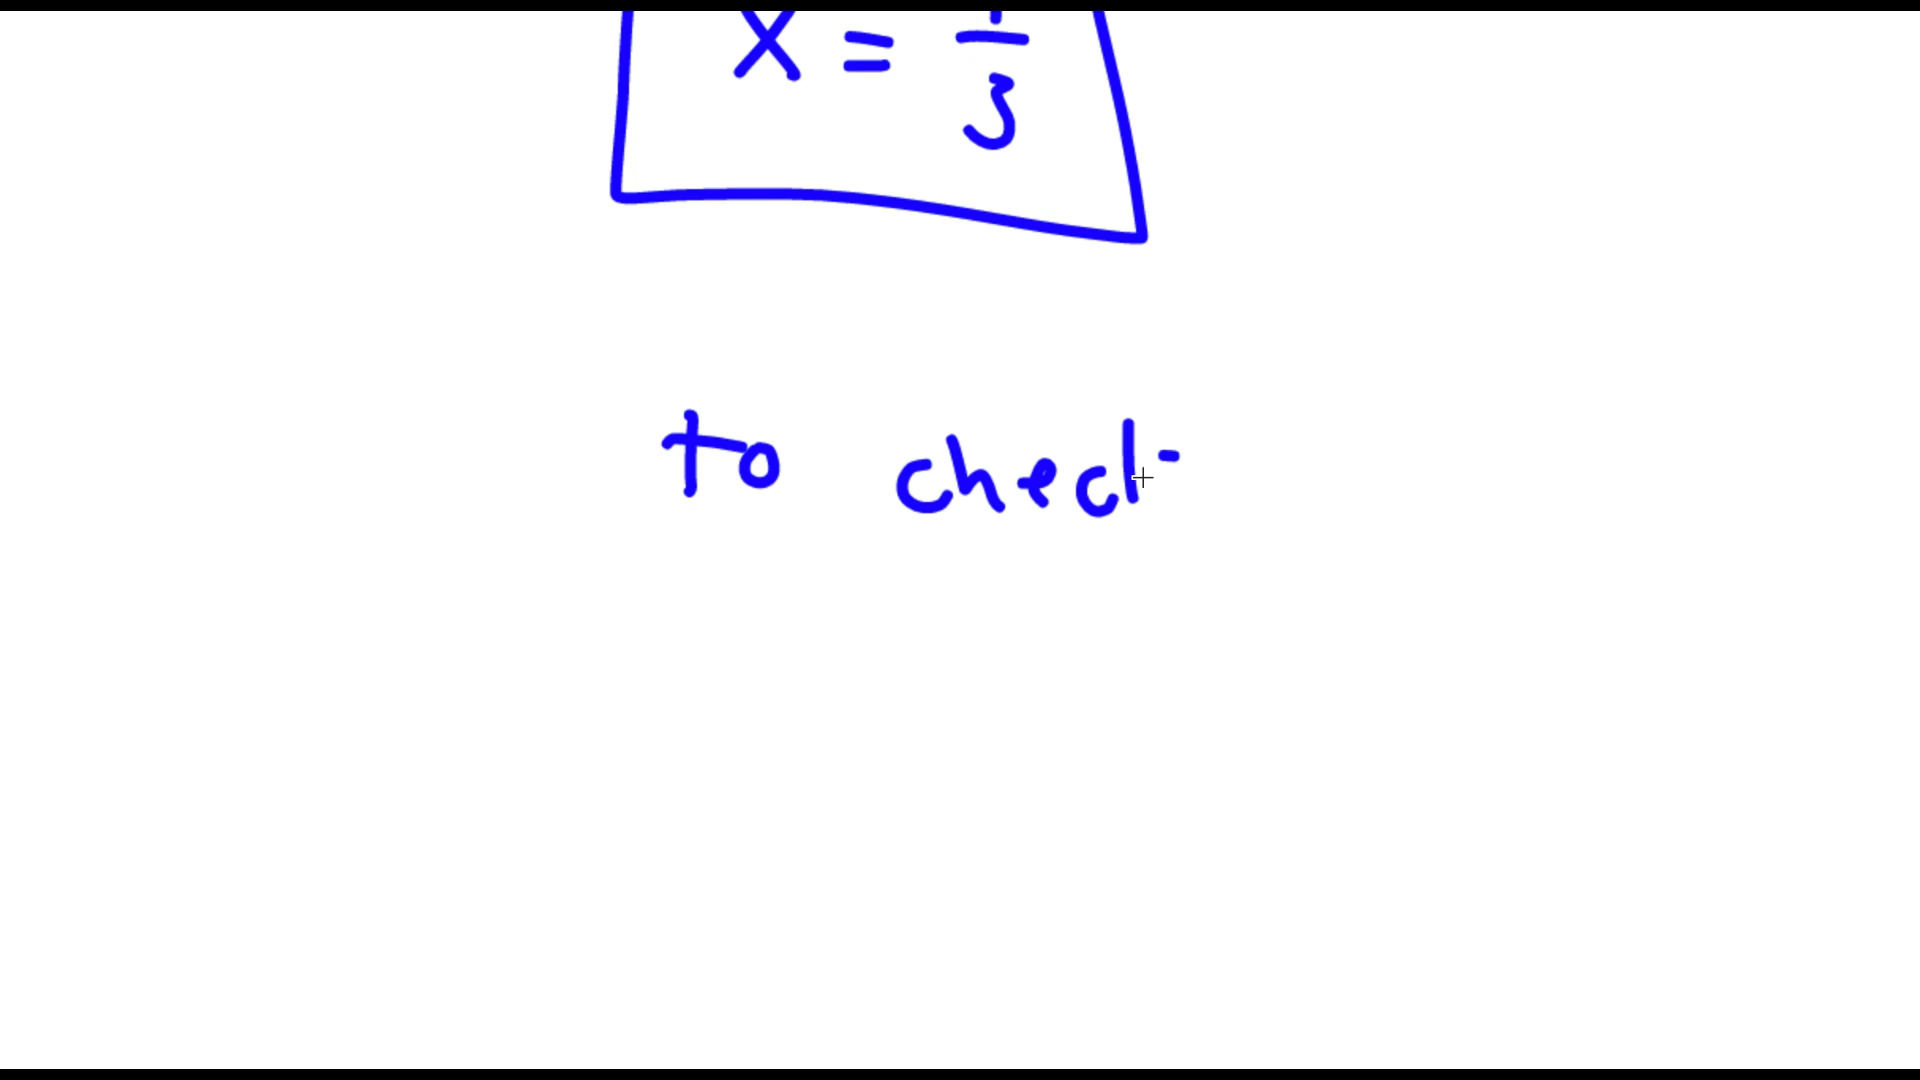 x = 1/3
to check